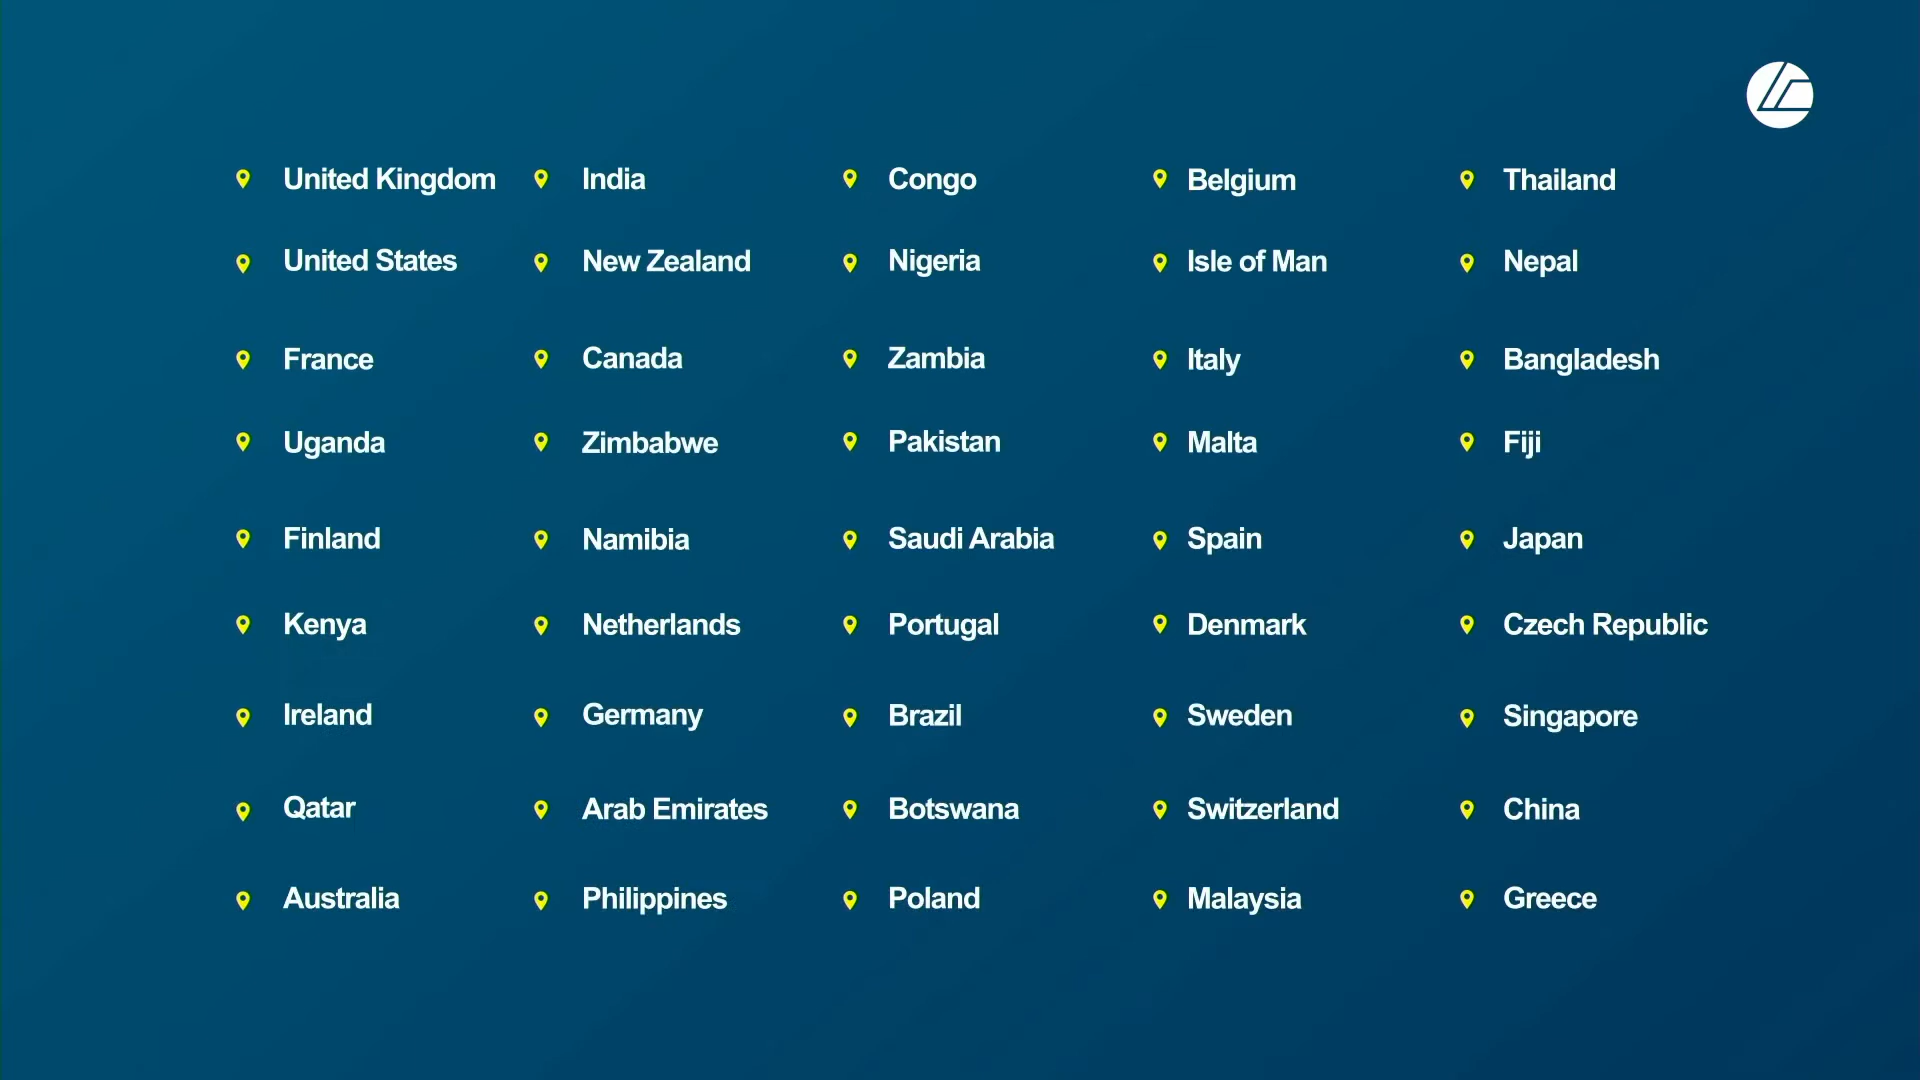 United Kingdom
India
Congo
Belgium
Thailand
United States
New Zealand
Nigeria
Isle of Man
Nepal
France
Canada
Zambia
Italy
Bangladesh
Uganda
Zimbabwe
Pakistan
Malta
Fiji
Finland
Namibia
Saudi Arabia
Spain
Japan
Kenya
Netherlands
Portugal
Denmark
Czech Republic
Ireland
Germany
Brazil
Sweden
Singapore
Qatar
Arab Emirates
Botswana
Switzerland
China
Australia
Philippines
Poland
Malaysia
Greece